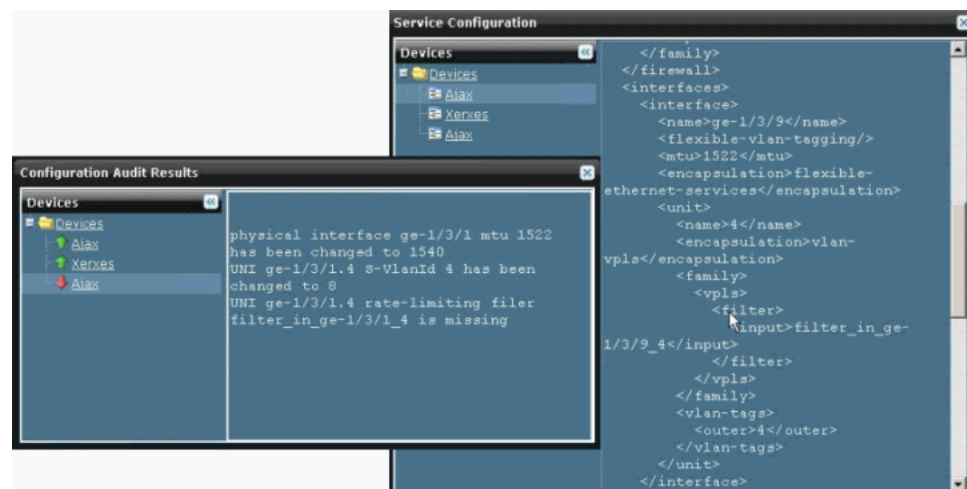 Service Configuration
Devices
Devices
Ajax
Xerxes
Ajax
</family>
</firewall>
<interfaces>
<interface>
<name>ge-1/3/9</name>
<flexible-vlan-tagging/>
<mtu>1522</mtu>
<encapsulation>flexible-
ethernet-services</encapsulation>
<unit>
<name>4</name>
<encapsulation>vlan-
vpls</encapsulation>
<family>
<vpls>
<filter>
<input>filter_in_ge-
1/3/9_4</input>
</filter>
</vpls>
</family>
<vlan-tags>
<outer>4</outer>
</vlan-tags>
</unit>
</interface>
Configuration Audit Results
Devices
Devices
Ajax
Xerxes
Ajax
physical interface ge-1/3/1 mtu 1522
has been changed to 1540
UNI ge-1/3/1.4 S-VlanId 4 has been
changed to 8
UNI ge-1/3/1.4 rate-limiting filer
filter_in_ge-1/3/1_4 is missing